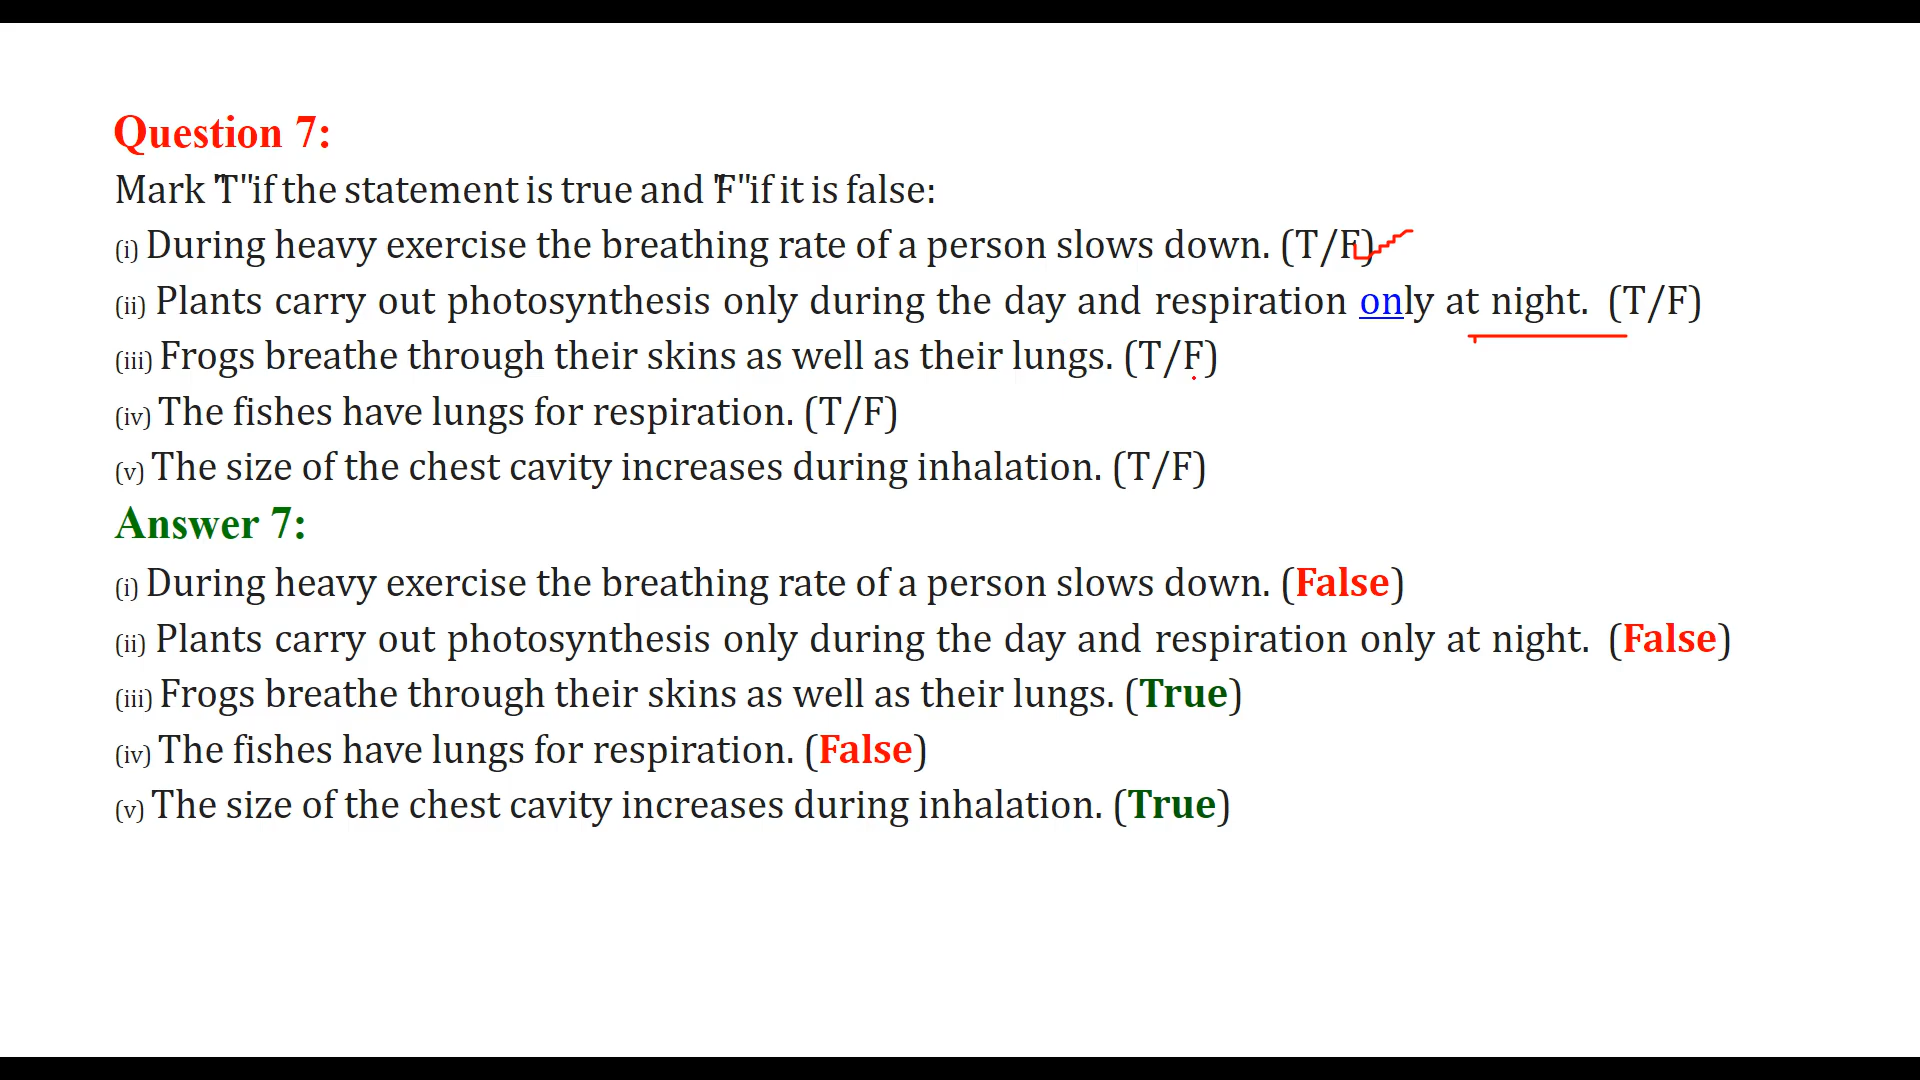 Question 7:
Mark "T" if the statement is true and "F" if it is false:
(i) During heavy exercise the breathing rate of a person slows down. (T/F)
(ii) Plants carry out photosynthesis only during the day and respiration only at night. (T/F)
(iii) Frogs breathe through their skins as well as their lungs. (T/F)
(iv) The fishes have lungs for respiration. (T/F)
(v) The size of the chest cavity increases during inhalation. (T/F)
Answer 7:
(i) During heavy exercise the breathing rate of a person slows down. (False)
(ii) Plants carry out photosynthesis only during the day and respiration only at night. (False)
(iii) Frogs breathe through their skins as well as their lungs. (True)
(iv) The fishes have lungs for respiration. (False)
(v) The size of the chest cavity increases during inhalation. (True)